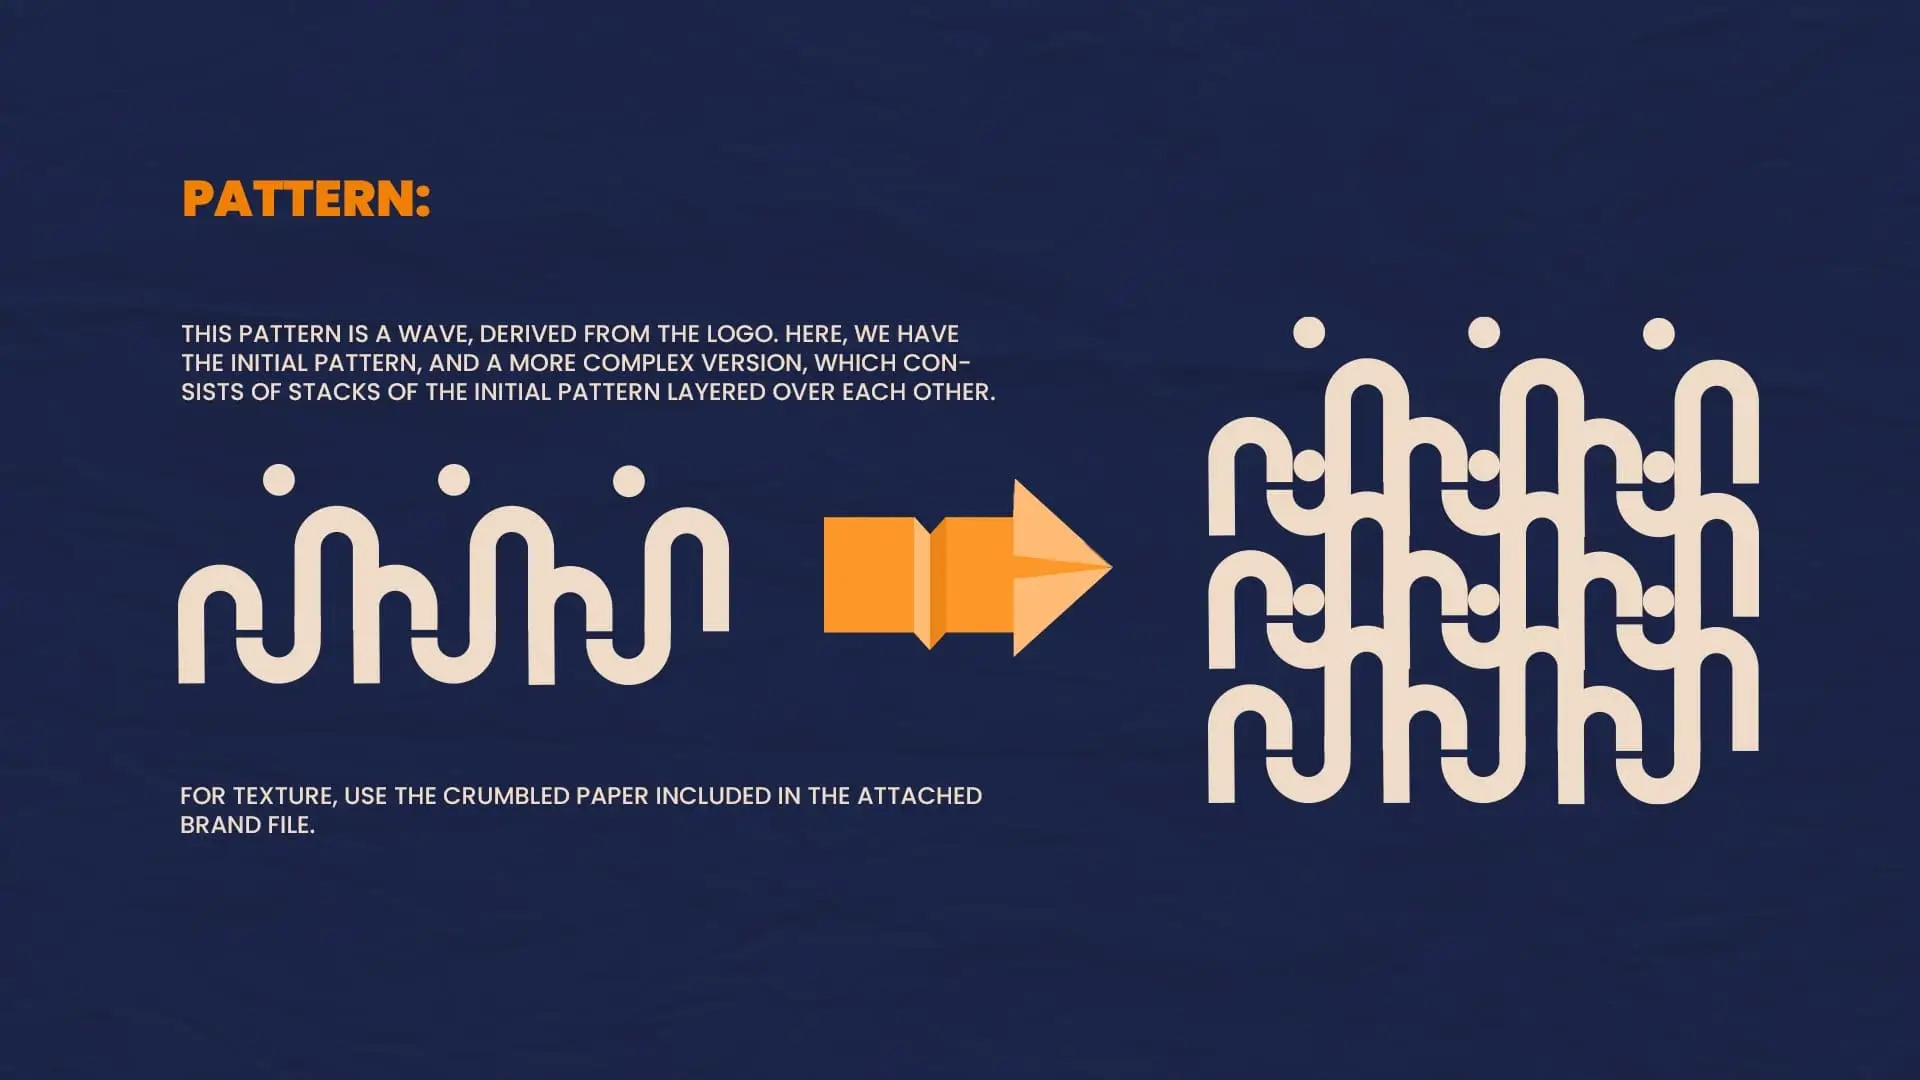 PATTERN:
THIS PATTERN IS A WAVE, DERIVED FROM THE LOGO. HERE, WE HAVE
THE INITIAL PATTERN, AND A MORE COMPLEX VERSION, WHICH CON-
SISTS OF STACKS OF THE INITIAL PATTERN LAYERED OVER EACH OTHER.
FOR TEXTURE, USE THE CRUMBLED PAPER INCLUDED IN THE ATTACHED
BRAND FILE.